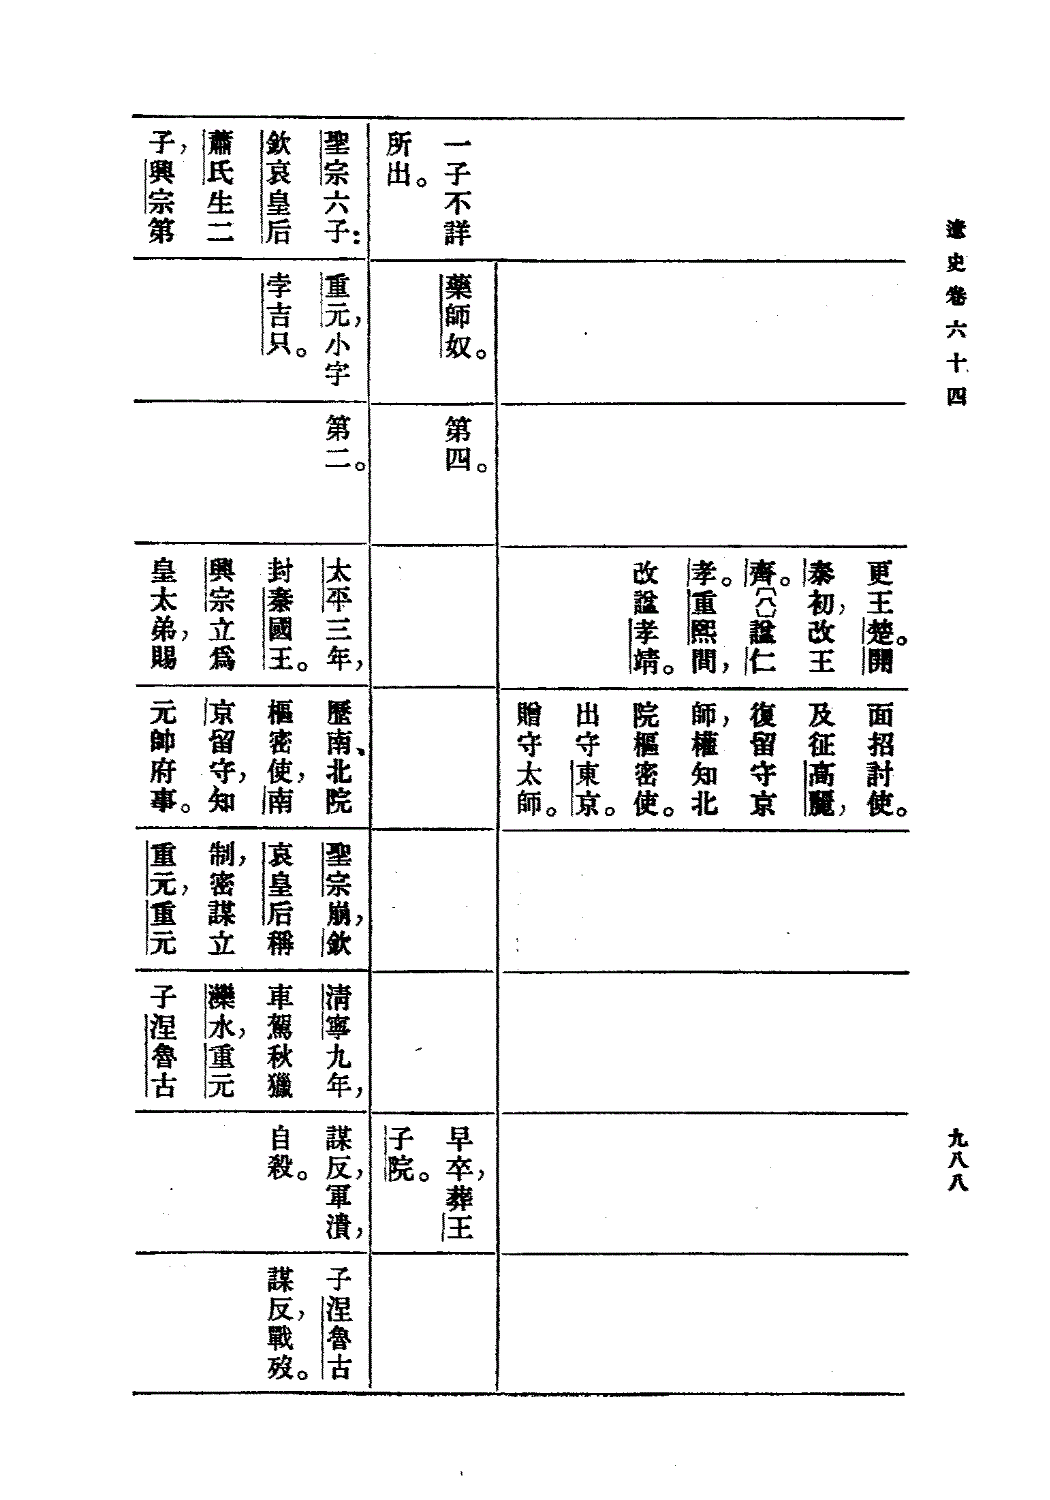 遼史卷六十四
九八八
更王楚。開
泰初，改王
齊。〔八〕諡仁
孝。重熙間，
改諡孝靖。
面招討使。
及征高麗，
復留守京
師，權知北
院樞密使。
出守東京。
贈守太師。
一子不詳
所出。
藥師奴。
第四。
早卒，葬王
子院。
聖宗六子：
欽哀皇后
蕭氏生二
子，興宗第
重元，小字
孛吉只。
第二。
太平三年，
封秦國王。
興宗立爲
皇太弟，賜
歷南、北院
樞密使，南
京留守，知
元帥府事。
聖宗崩，欽
哀皇后稱
制，密謀立
重元，重元
清寧九年，
車駕秋獵
灤水，重元
子涅魯古
謀反，軍潰，
自殺。
子涅魯古
謀反，戰歿。